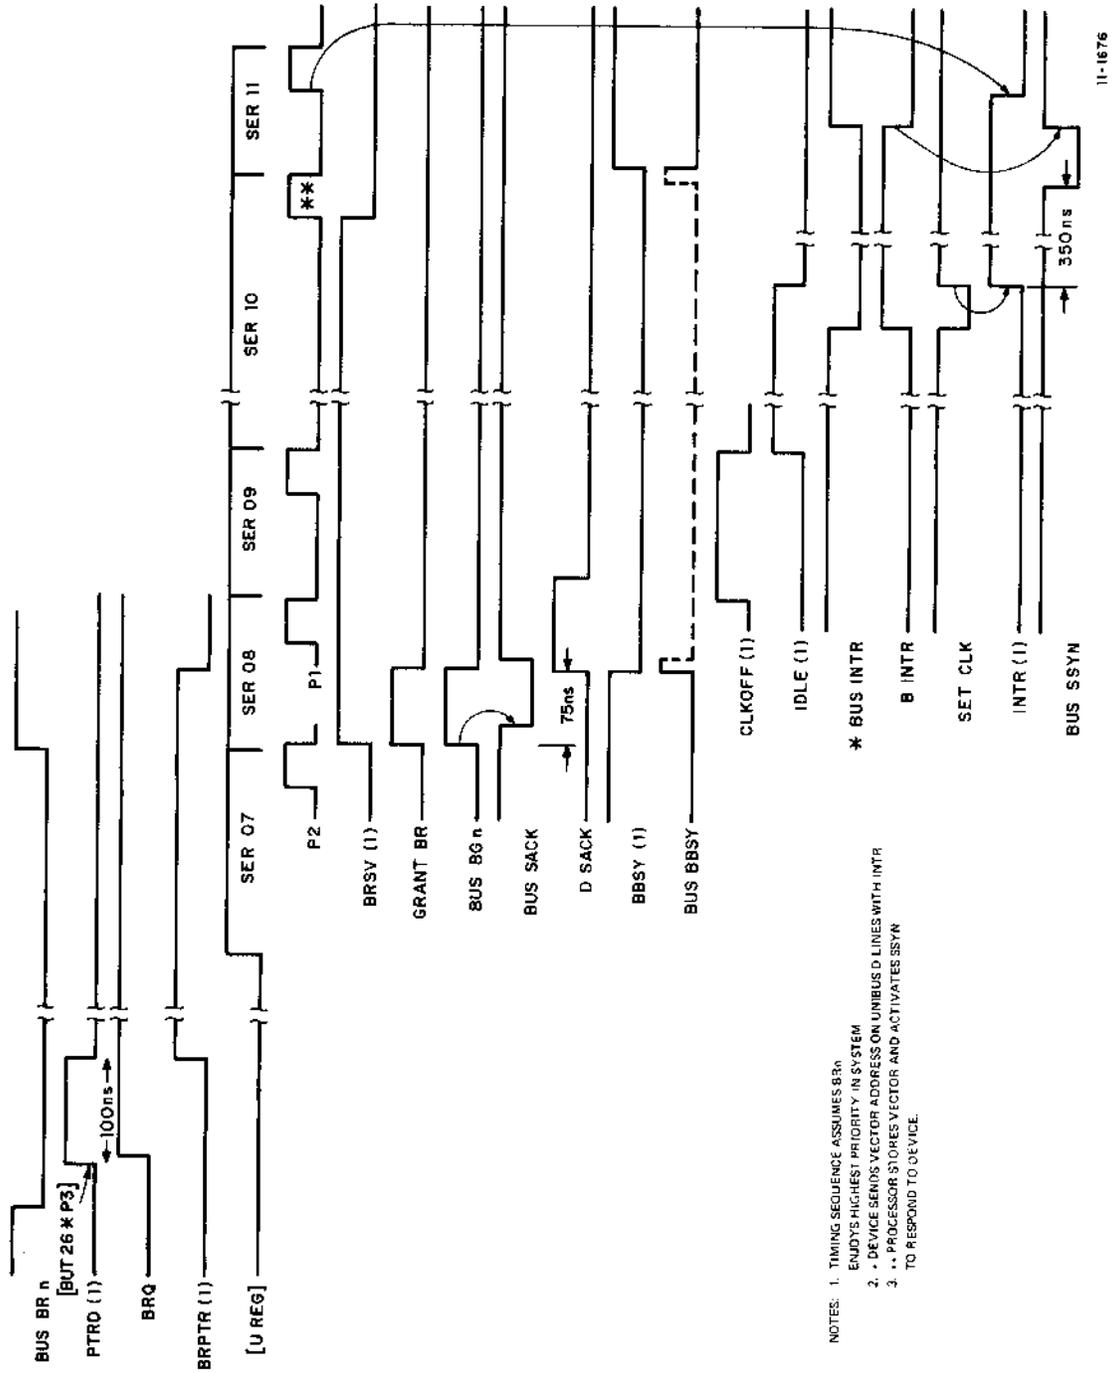 BUS BR n
[BUT 26 * P3]
PTRD (1)
100ns
BRQ
BRPTR (1)
[U REG]
SER 07
SER 08
SER 09
SER 10
SER 11
P2
P1
**
BRSV (1)
GRANT BR
BUS BG n
BUS SACK
D SACK
75ns
BBSY (1)
BUS BBSY
CLKOFF (1)
IDLE (1)
* BUS INTR
B INTR
SET CLK
INTR (1)
BUS SSYN
350ns
NOTES: 1. TIMING SEQUENCE ASSUMES BRn
ENJOYS HIGHEST PRIORITY IN SYSTEM
2. * DEVICE SENDS VECTOR ADDRESS ON UNIBUS D LINES WITH INTR
3. ** PROCESSOR STORES VECTOR AND ACTIVATES SSYN
TO RESPOND TO DEVICE.
11-1676